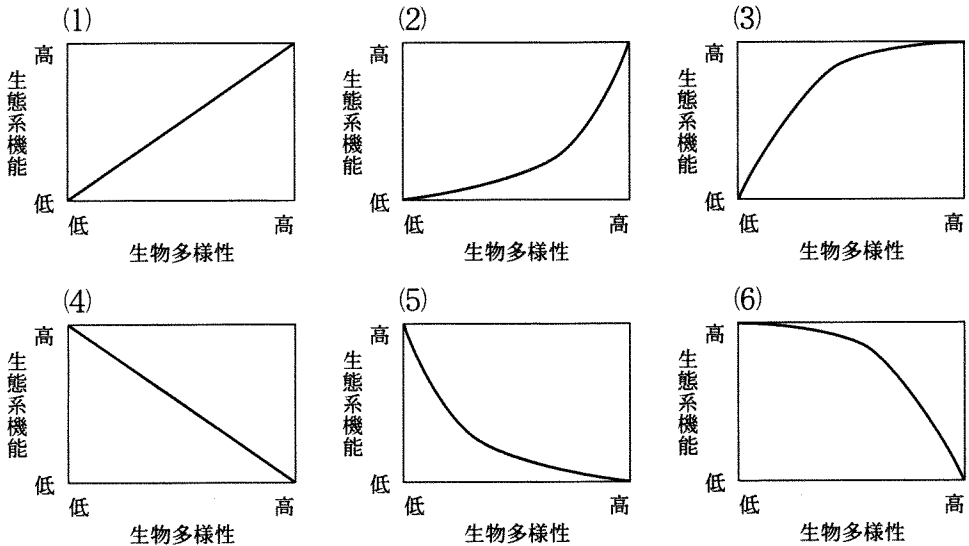 (1)
高
生態系機能
低
低 高
生物多様性
(2)
高
生態系機能
低
低 高
生物多様性
(3)
高
生態系機能
低
低 高
生物多様性
(4)
高
生態系機能
低
低 高
生物多様性
(5)
高
生態系機能
低
低 高
生物多様性
(6)
高
生態系機能
低
低 高
生物多様性